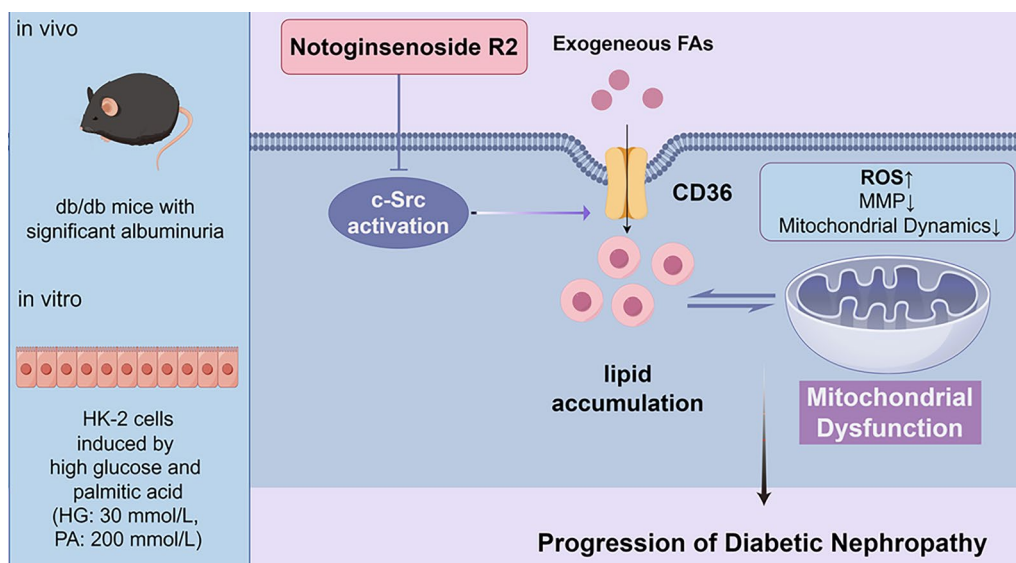 in vivo
db/db mice with
significant albuminuria
in vitro
HK-2 cells
induced by
high glucose and
palmitic acid
(HG: 30 mmol/L,
PA: 200 mmol/L)
Notoginsenoside R2
Exogeneous FAs
c-Src
activation
CD36
ROS↑
MMP↓
Mitochondrial Dynamics↓
lipid
accumulation
Mitochondrial
Dysfunction
Progression of Diabetic Nephropathy